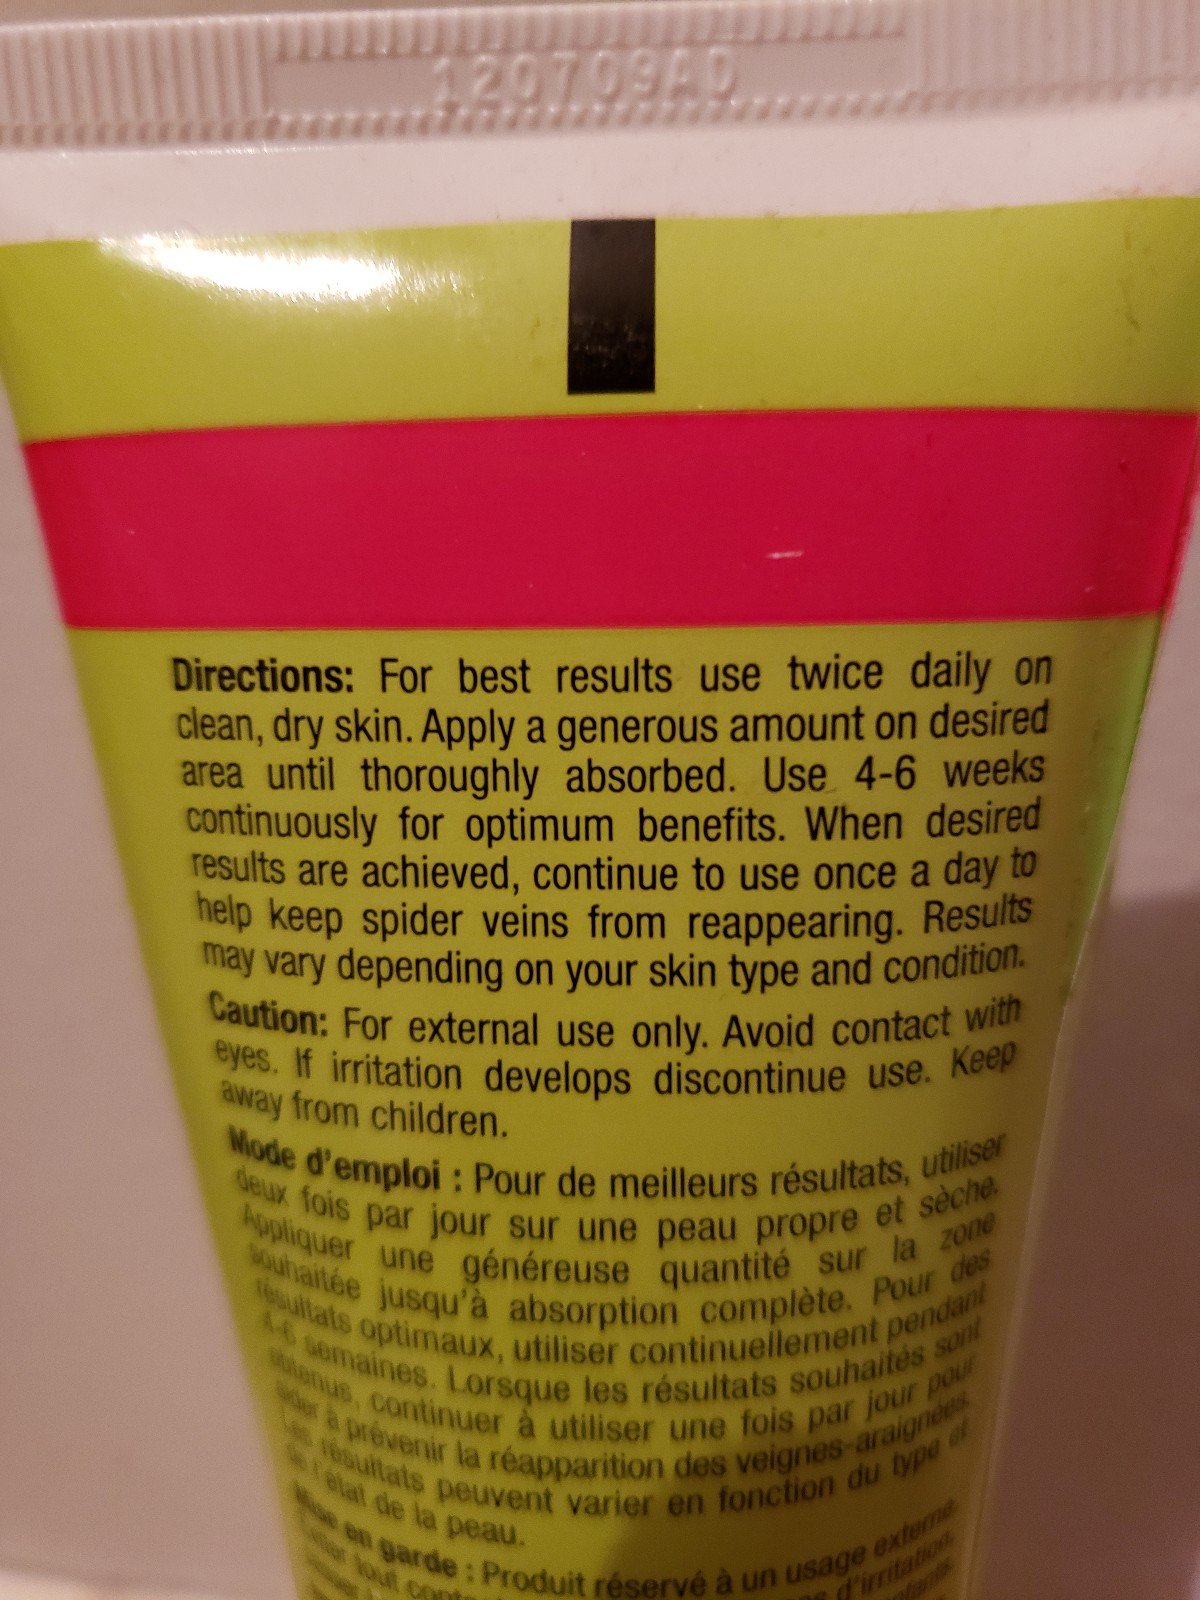 120709AD
Directions: For best results use twice daily on
clean, dry skin. Apply a generous amount on desired
area until thoroughly absorbed. Use 4-6 weeks
continuously for optimum benefits. When desired
results are achieved, continue to use once a day to
help keep spider veins from reappearing. Results
may vary depending on your skin type and condition.
Caution: For external use only. Avoid contact with
eyes. If irritation develops discontinue use. Keep
away from children.
Mode d'emploi : Pour de meilleurs résultats, utiliser
deux fois par jour sur une peau propre et sèche.
Appliquer une généreuse quantité sur la zone
souhaitée jusqu'à absorption complète. Pour des
résultats optimaux, utiliser continuellement pendant
4-6 semaines. Lorsque les résultats souhaités sont
obtenus, continuer à utiliser une fois par jour pour
aider à prévenir la réapparition des veignes-araignées.
Les résultats peuvent varier en fonction du type et
de l'état de la peau.
Mise en garde : Produit réservé à un usage externe.
tout d'irritation,